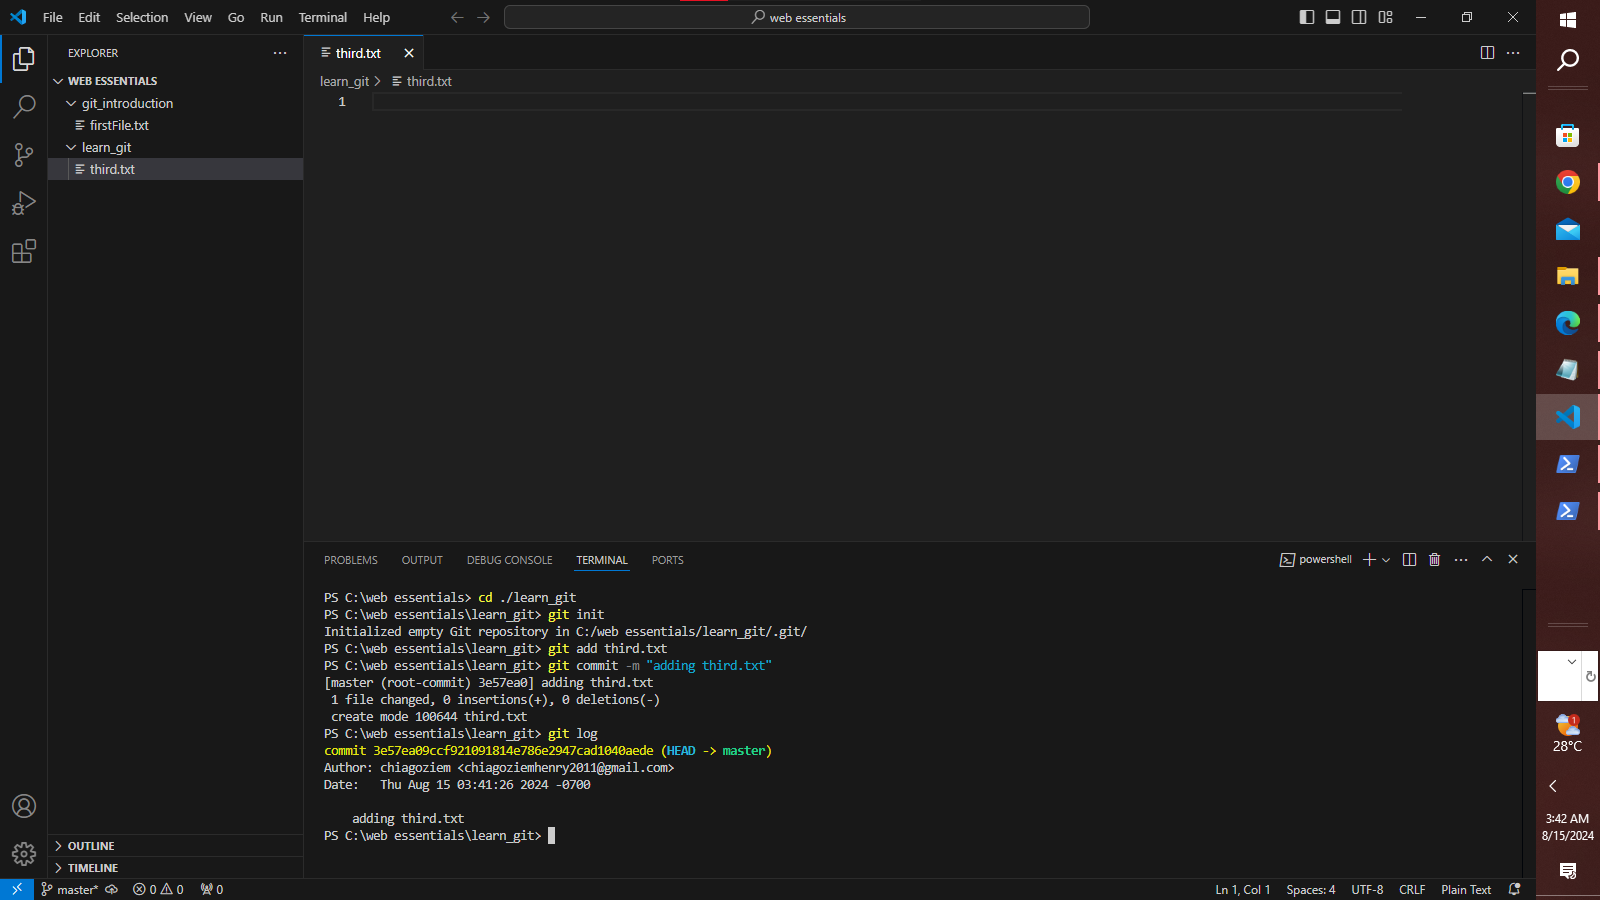 File Edit Selection View Go Run Terminal Help
web essentials
EXPLORER
WEB ESSENTIALS
git_introduction
firstFile.txt
learn_git
third.txt
OUTLINE
TIMELINE
third.txt
learn_git > third.txt
1
PROBLEMS OUTPUT DEBUG CONSOLE TERMINAL PORTS
powershell
PS C:\web essentials> cd ./learn_git
PS C:\web essentials\learn_git> git init
Initialized empty Git repository in C:/web essentials/learn_git/.git/
PS C:\web essentials\learn_git> git add third.txt
PS C:\web essentials\learn_git> git commit -m "adding third.txt"
[master (root-commit) 3e57ea0] adding third.txt
1 file changed, 0 insertions(+), 0 deletions(-)
create mode 100644 third.txt
PS C:\web essentials\learn_git> git log
commit 3e57ea09ccf921091814e786e2947cad1040aede (HEAD -> master)
Author: chiagoziem <chiagoziemhenry2011@gmail.com>
Date:   Thu Aug 15 03:41:26 2024 -0700
adding third.txt
PS C:\web essentials\learn_git>
master* 0 0 0
Ln 1, Col 1 Spaces: 4 UTF-8 CRLF Plain Text
1
28°C
3:42 AM
8/15/2024